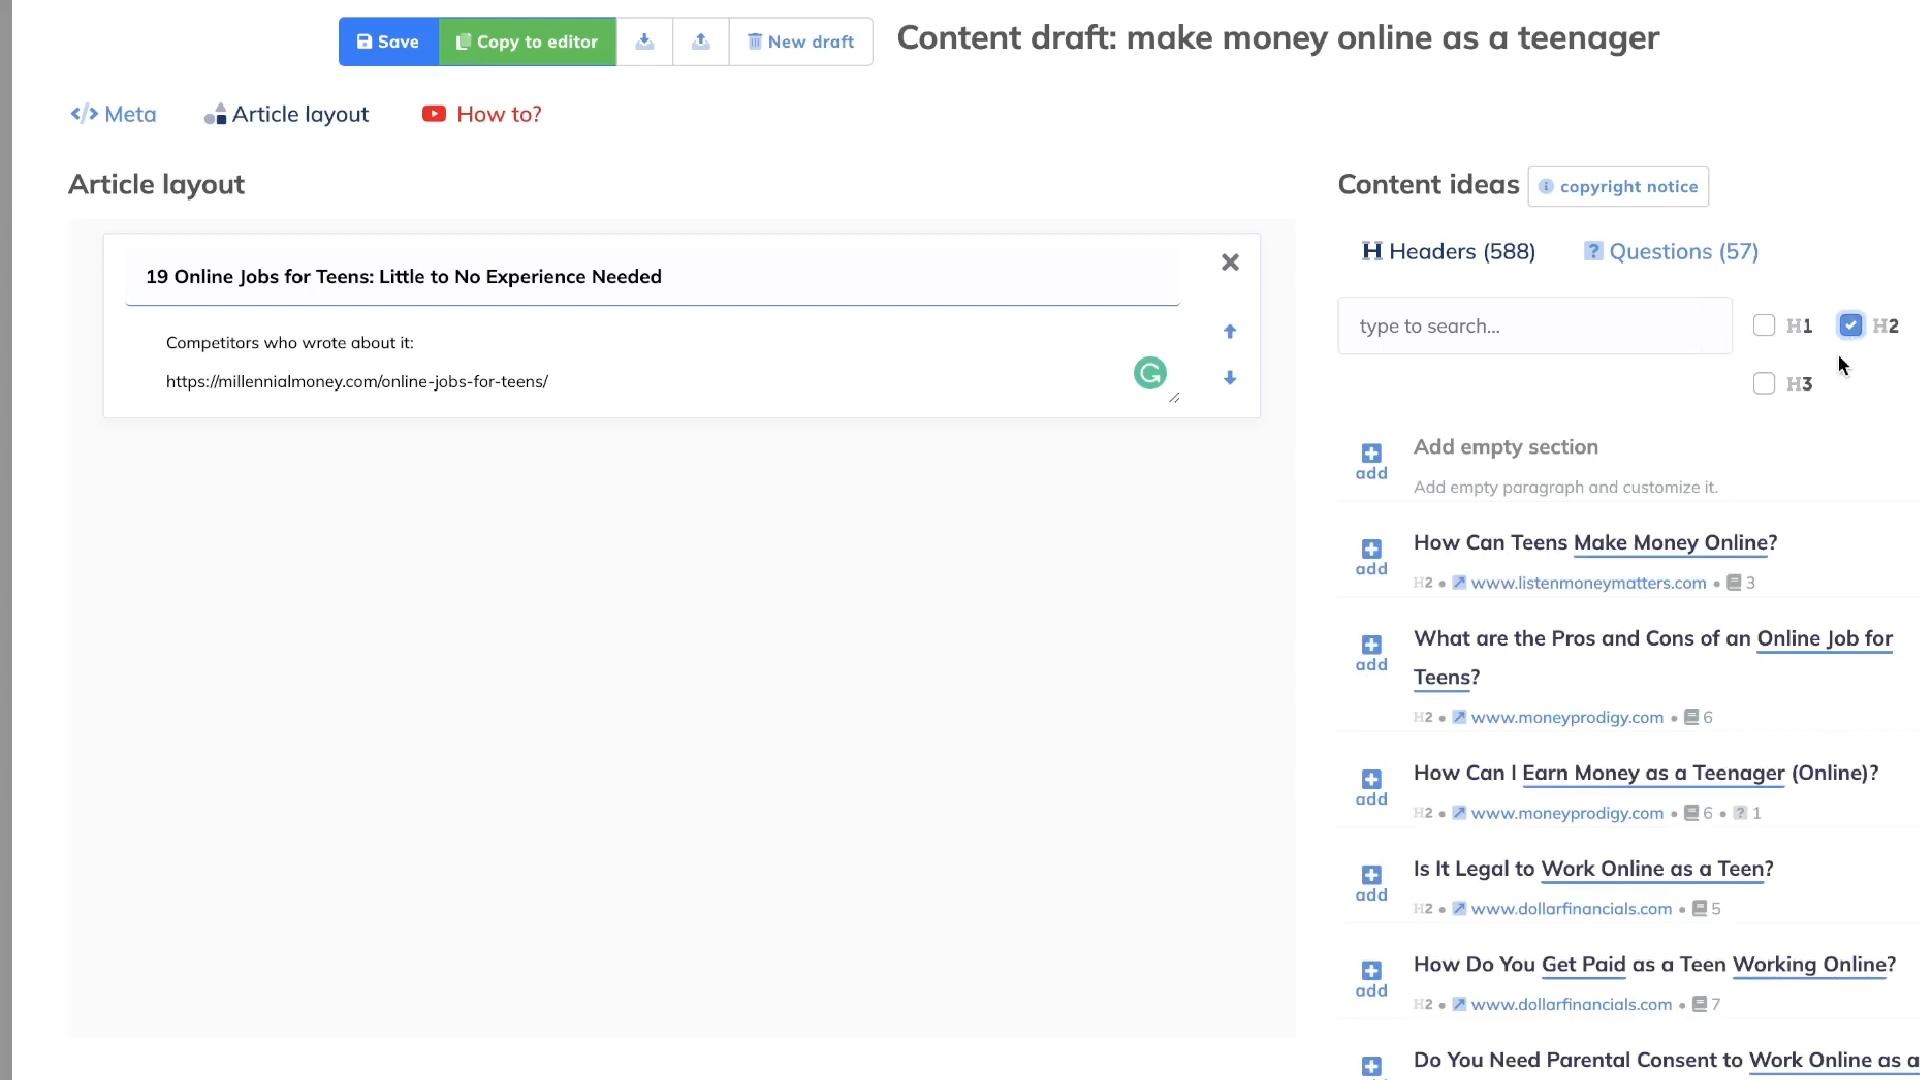 Save
Copy to editor
New draft
Content draft: make money online as a teenager
</> Meta
Article layout
How to?
Article layout
19 Online Jobs for Teens: Little to No Experience Needed
Competitors who wrote about it:
https://millennialmoney.com/online-jobs-for-teens/
Content ideas
copyright notice
H Headers (588)
? Questions (57)
type to search...
H1
H2
H3
add
Add empty section
Add empty paragraph and customize it.
add
How Can Teens Make Money Online?
H2 • www.listenmoneymatters.com • 3
add
What are the Pros and Cons of an Online Job for
Teens?
H2 • www.moneyprodigy.com • 6
add
How Can I Earn Money as a Teenager (Online)?
H2 • www.moneyprodigy.com • 6 • ? 1
add
Is It Legal to Work Online as a Teen?
H2 • www.dollarfinancials.com • 5
add
How Do You Get Paid as a Teen Working Online?
H2 • www.dollarfinancials.com • 7
Do You Need Parental Consent to Work Online as a